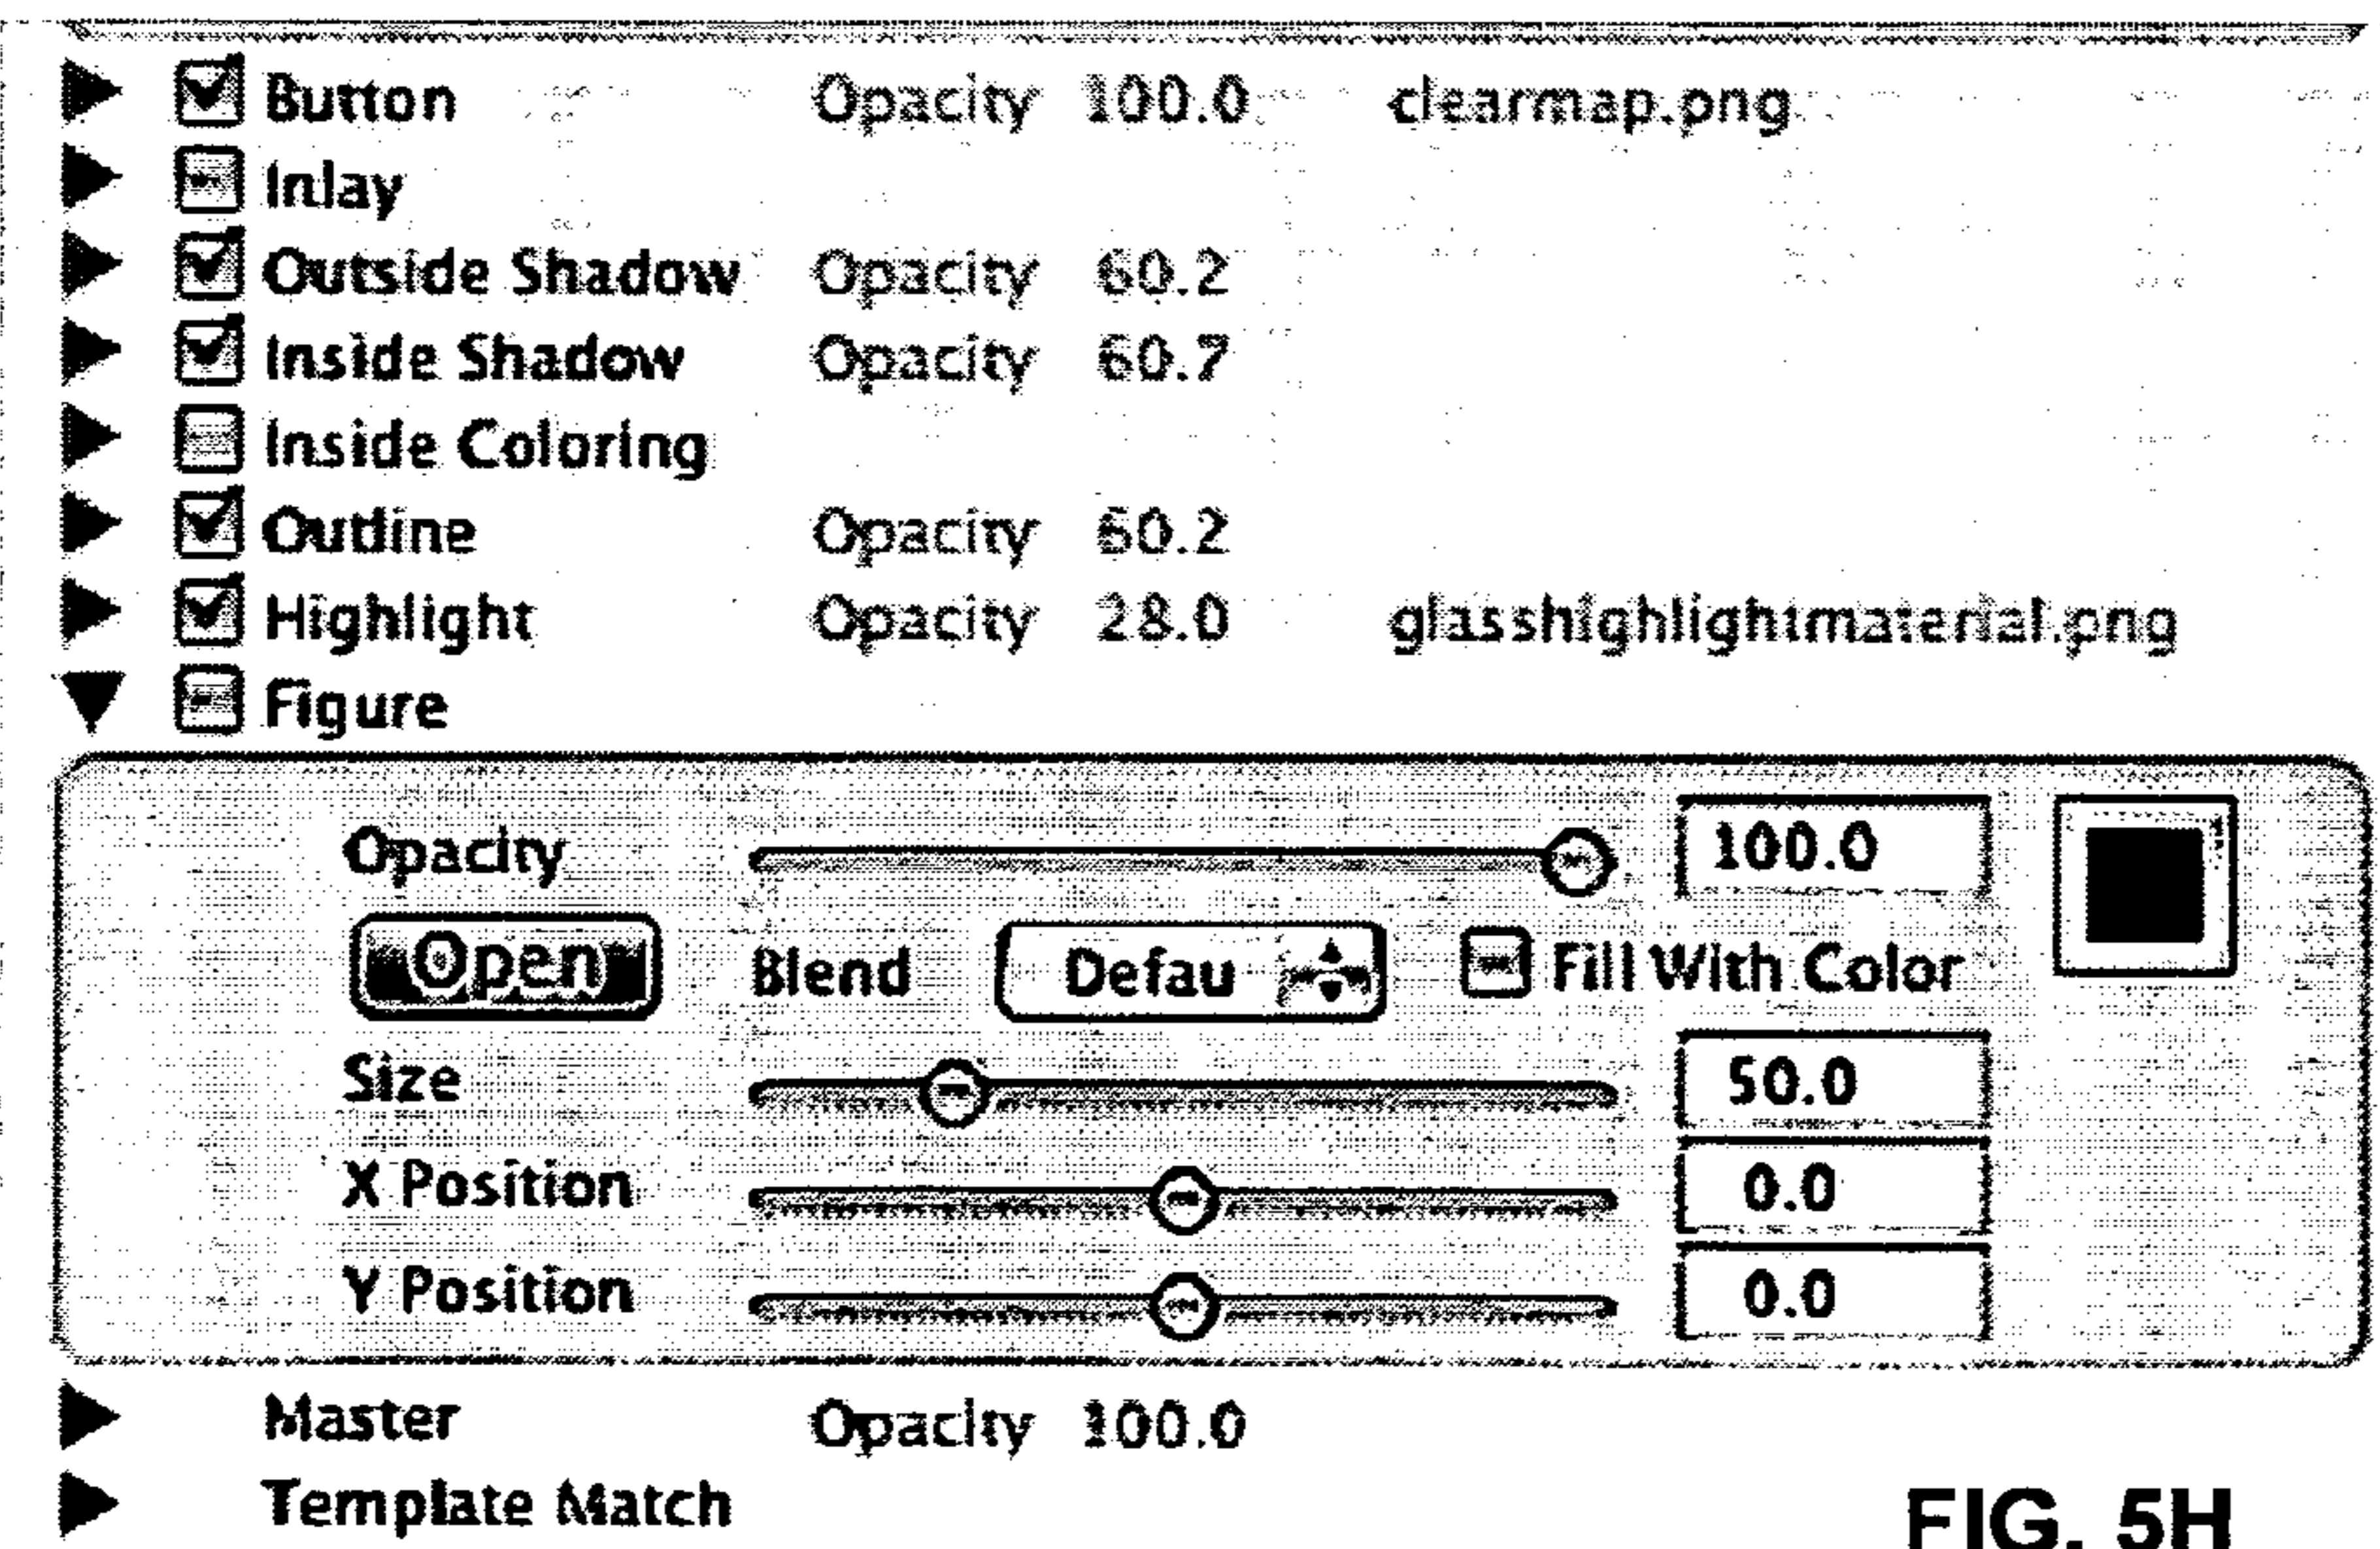 Button Opacity 100.0 clearmap.png
Inlay
Outside Shadow Opacity 60.2
Inside Shadow Opacity 60.7
Inside Coloring
Outline Opacity 60.2
Highlight Opacity 28.0 glasshighlightmaterial.png
Figure
Opacity 100.0
Open Blend Defau Fill With Color
Size 50.0
X Position 0.0
Y Position 0.0
Master Opacity 100.0
Template Match
FIG. 5H